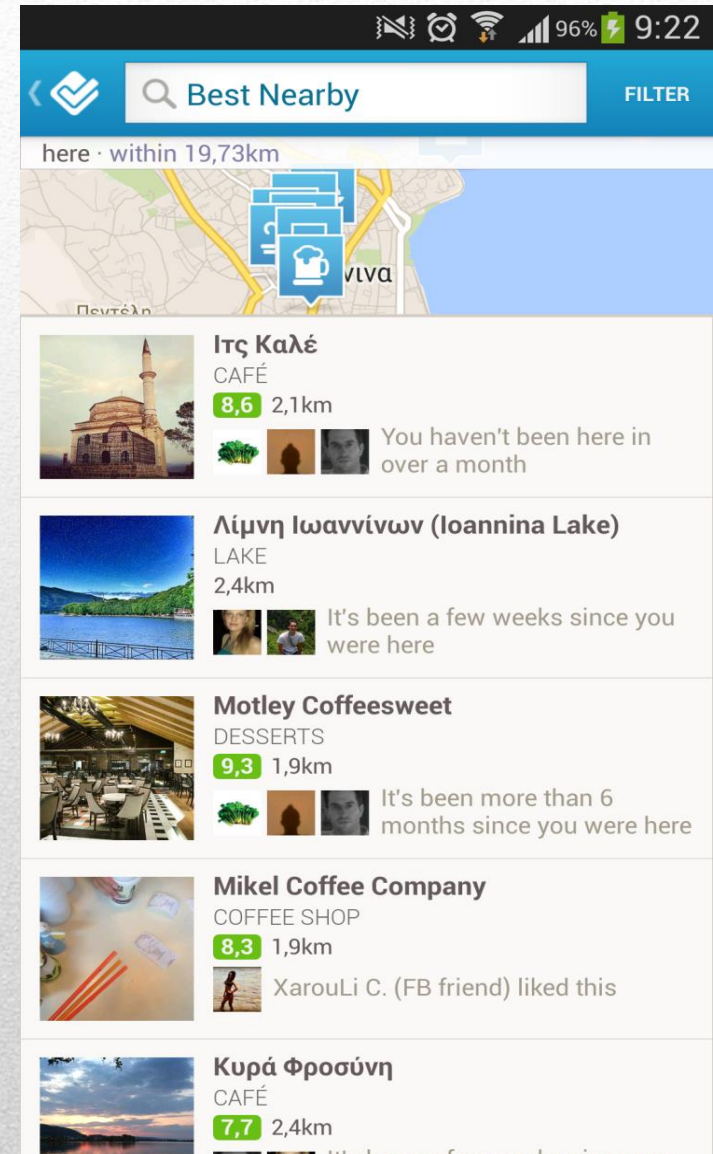 96% 9:22
Best Nearby FILTER
here · within 19,73km
νινα
Πεντέλη
Ιτς Καλέ
CAFÉ
8,6 2,1km
You haven't been here in
over a month
Λίμνη Ιωαννίνων (Ioannina Lake)
LAKE
2,4km
It's been a few weeks since you
were here
Motley Coffeesweet
DESSERTS
9,3 1,9km
It's been more than 6
months since you were here
Mikel Coffee Company
COFFEE SHOP
8,3 1,9km
XarouLi C. (FB friend) liked this
Κυρά Φροσύνη
CAFÉ
7,7 2,4km